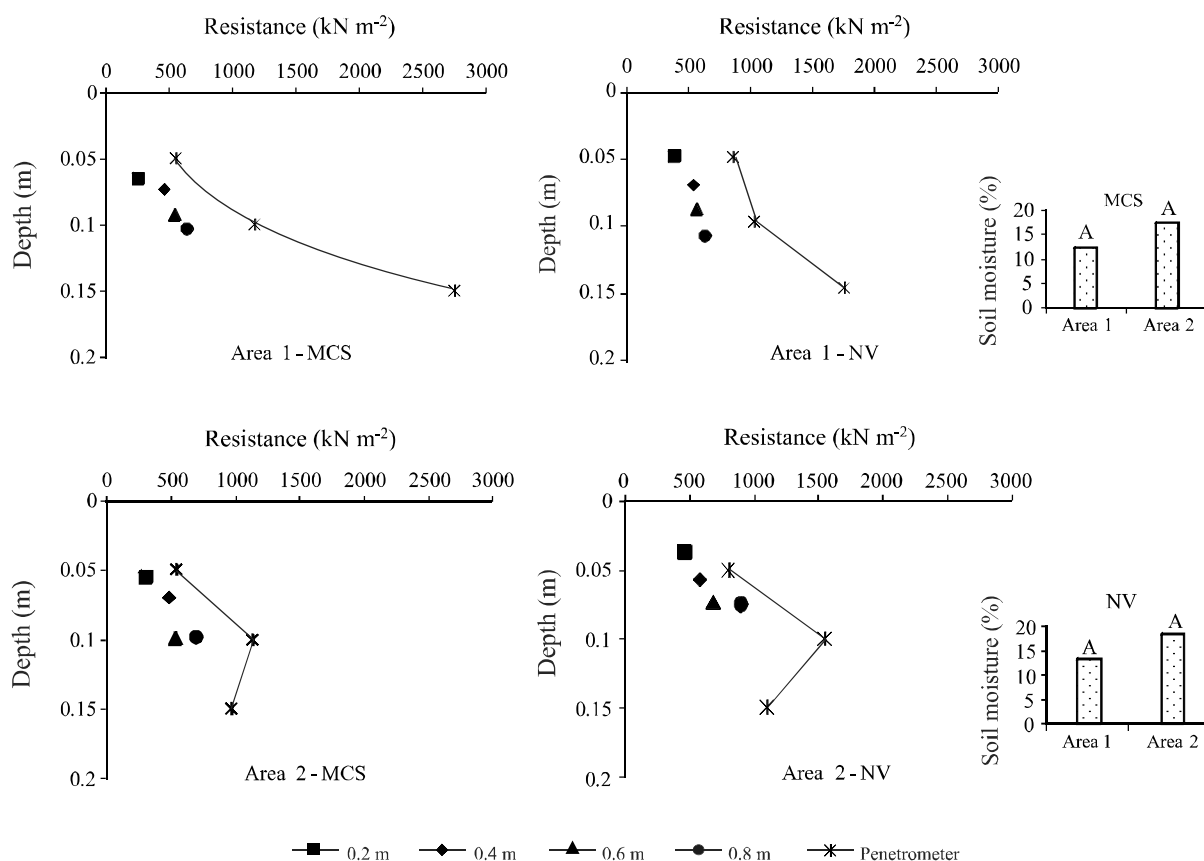 Resistance (kN m-2)
0 500 1000 1500 2000 2500 3000
0
0.05
0.1
0.15
0.2
Depth (m)
Area 1 - MCS
Resistance (kN m-2)
0 500 1000 1500 2000 2500 3000
0
0.05
0.1
0.15
0.2
Depth (m)
Area 1 - NV
MCS
Soil moisture (%)
20
15
10
5
0
A A
Area 1 Area 2
Resistance (kN m-2)
0 500 1000 1500 2000 2500 3000
0
0.05
0.1
0.15
0.2
Depth (m)
Area 2 - MCS
Resistance (kN m-2)
0 500 1000 1500 2000 2500 3000
0
0.05
0.1
0.15
0.2
Depth (m)
Area 2 - NV
NV
Soil moisture (%)
20
15
10
5
0
A A
Area 1 Area 2
0.2 m 0.4 m 0.6 m 0.8 m Penetrometer